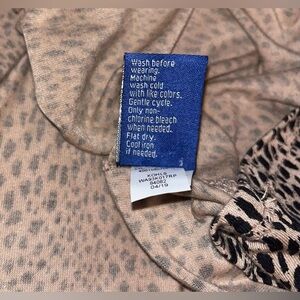 Wash before
wearing.
Machine
wash cold
with like colors.
Gentle cycle.
Only non-
chlorine bleach
when needed.
Flat dry.
Cool iron
if needed.
KOHLS
04/19